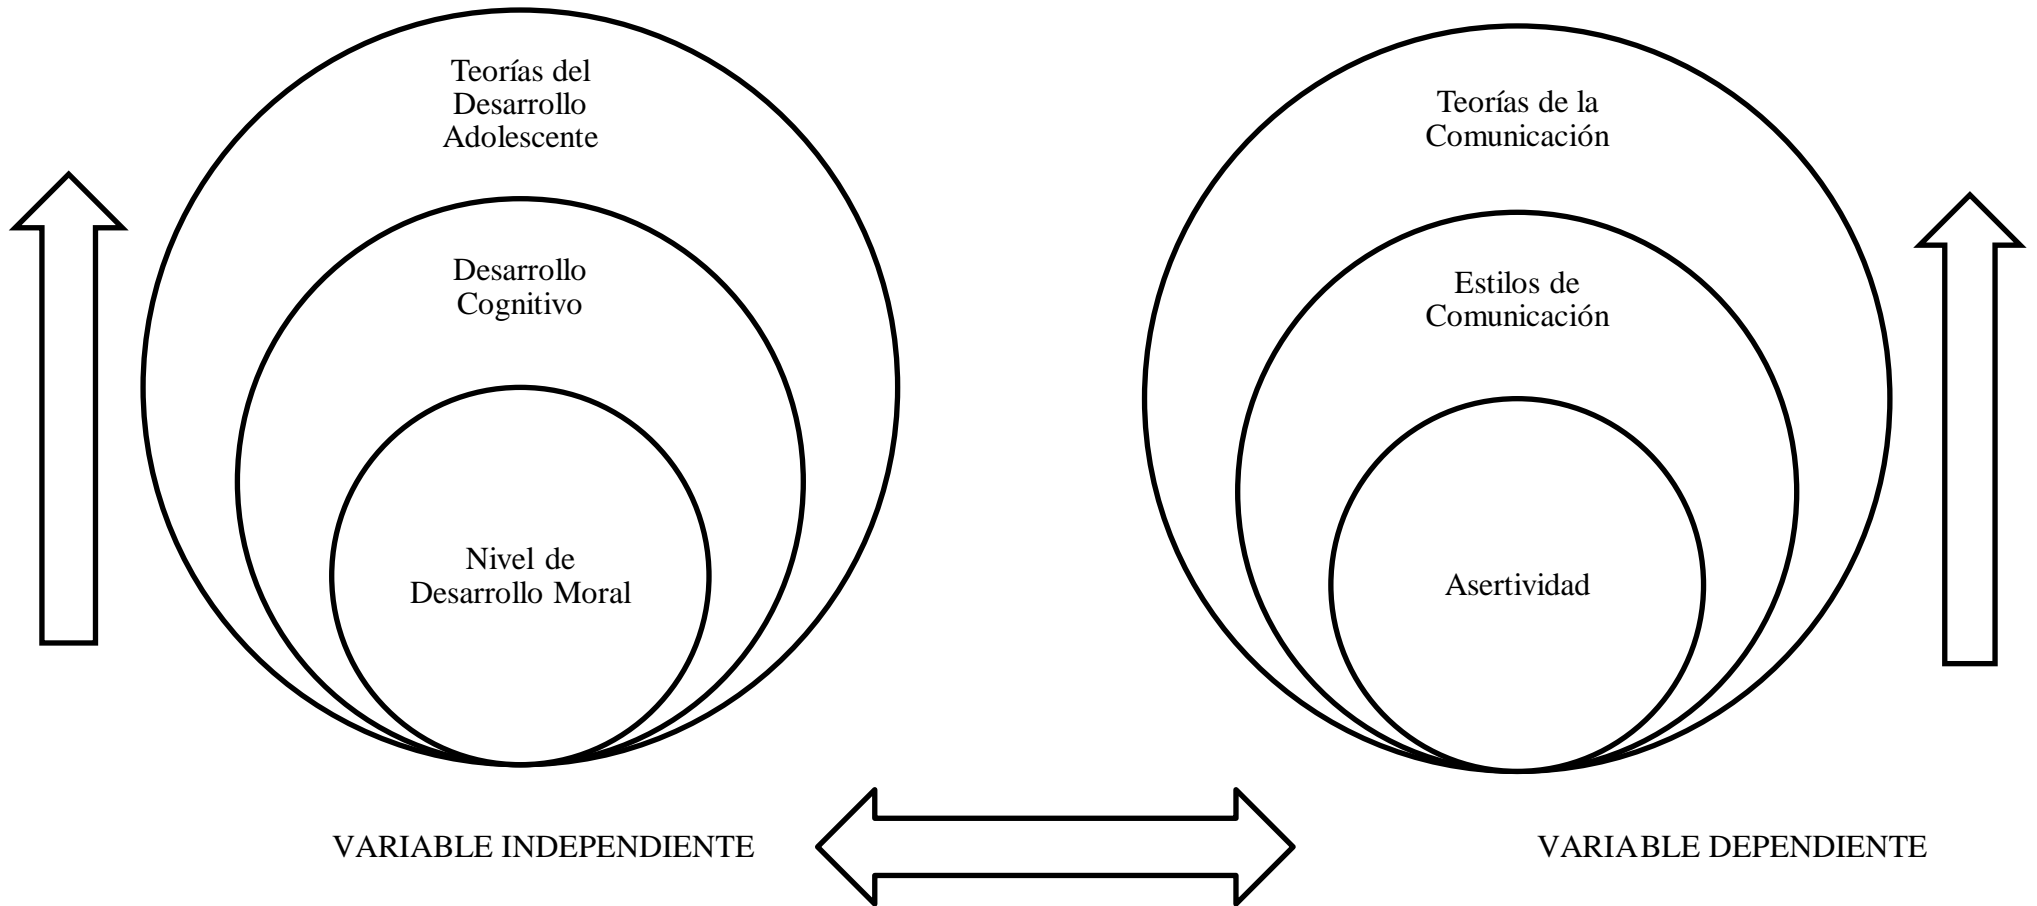 Teorías del
Desarrollo
Adolescente
Desarrollo
Cognitivo
Nivel de
Desarrollo Moral
Teorías de la
Comunicación
Estilos de
Comunicación
Asertividad
VARIABLE INDEPENDIENTE
VARIABLE DEPENDIENTE